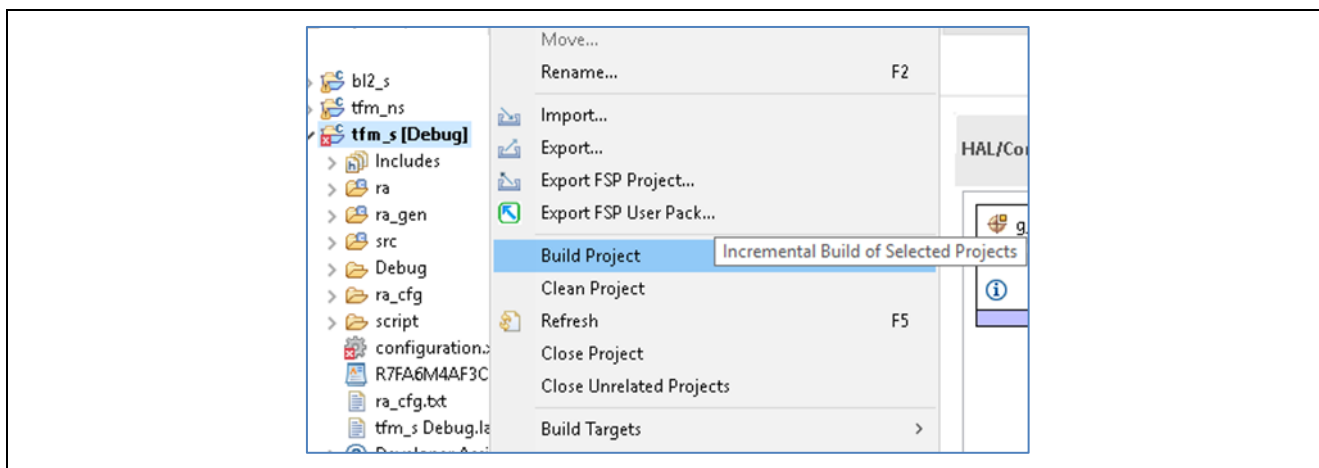 bl2_s
tfm_ns
tfm_s [Debug]
Includes
ra
ra_gen
src
Debug
ra_cfg
script
configuration.
R7FA6M4AF3C
ra_cfg.txt
tfm_s Debug.la
Move...
Rename... F2
Import...
Export...
Export FSP Project...
Export FSP User Pack...
Build Project
Incremental Build of Selected Projects
Clean Project
Refresh F5
Close Project
Close Unrelated Projects
Build Targets
HAL/Co
g_